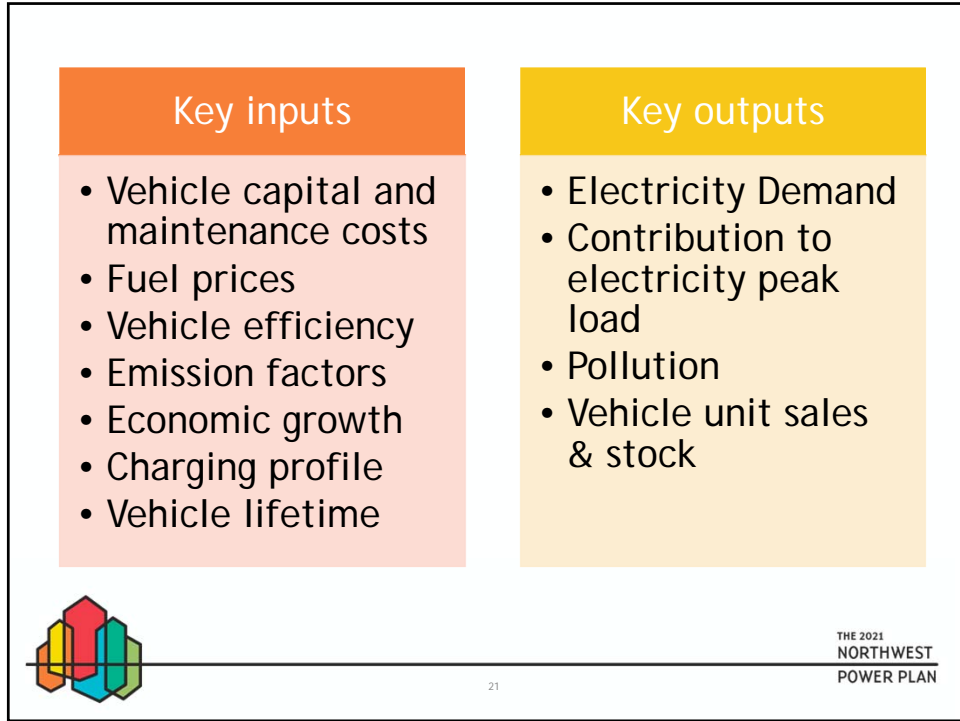 Key inputs
• Vehicle capital and
maintenance costs
• Fuel prices
• Vehicle efficiency
• Emission factors
• Economic growth
• Charging profile
• Vehicle lifetime
Key outputs
• Electricity Demand
• Contribution to
electricity peak
load
• Pollution
• Vehicle unit sales
& stock
21
THE 2021
NORTHWEST
POWER PLAN